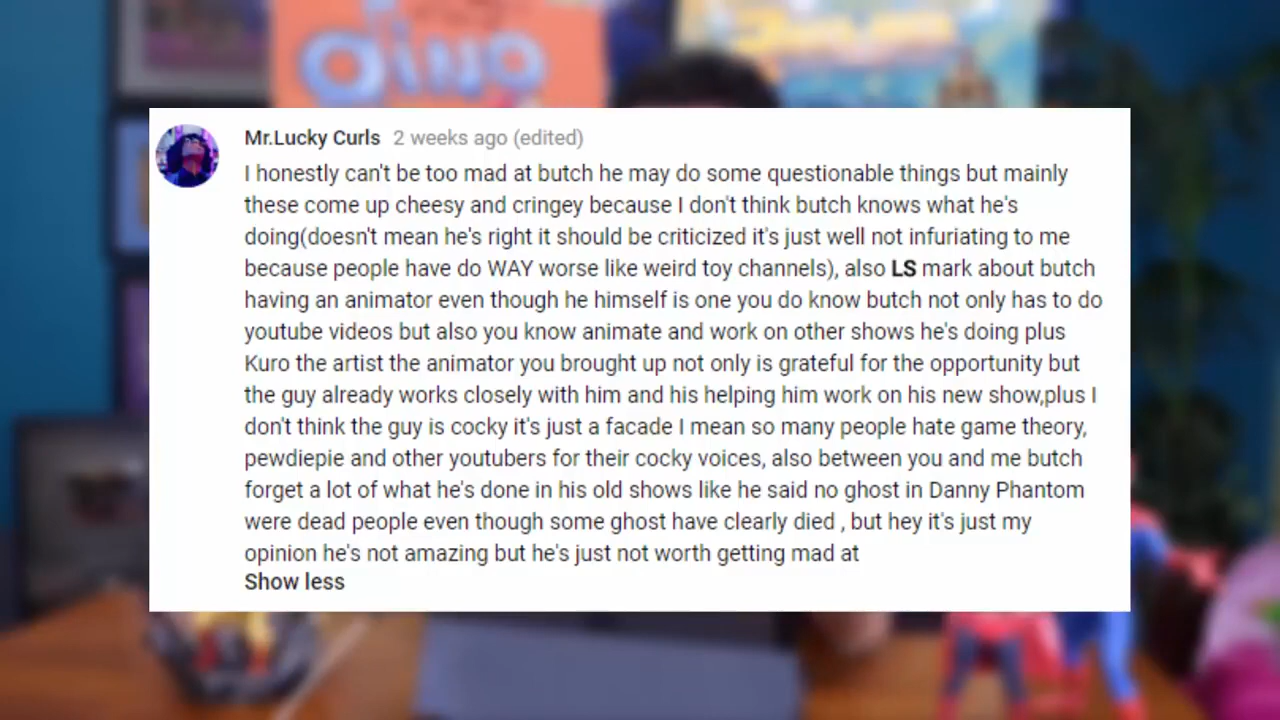 dino
Mr.Lucky Curls 2 weeks ago (edited)
I honestly can't be too mad at butch he may do some questionable things but mainly
these come up cheesy and cringey because I don't think butch knows what he's
doing(doesn't mean he's right it should be criticized it's just well not infuriating to me
because people have do WAY worse like weird toy channels), also LS mark about butch
having an animator even though he himself is one you do know butch not only has to do
youtube videos but also you know animate and work on other shows he's doing plus
Kuro the artist the animator you brought up not only is grateful for the opportunity but
the guy already works closely with him and his helping him work on his new show,plus I
don't think the guy is cocky it's just a facade I mean so many people hate game theory,
pewdiepie and other youtubers for their cocky voices, also between you and me butch
forget a lot of what he's done in his old shows like he said no ghost in Danny Phantom
were dead people even though some ghost have clearly died , but hey it's just my
opinion he's not amazing but he's just not worth getting mad at
Show less